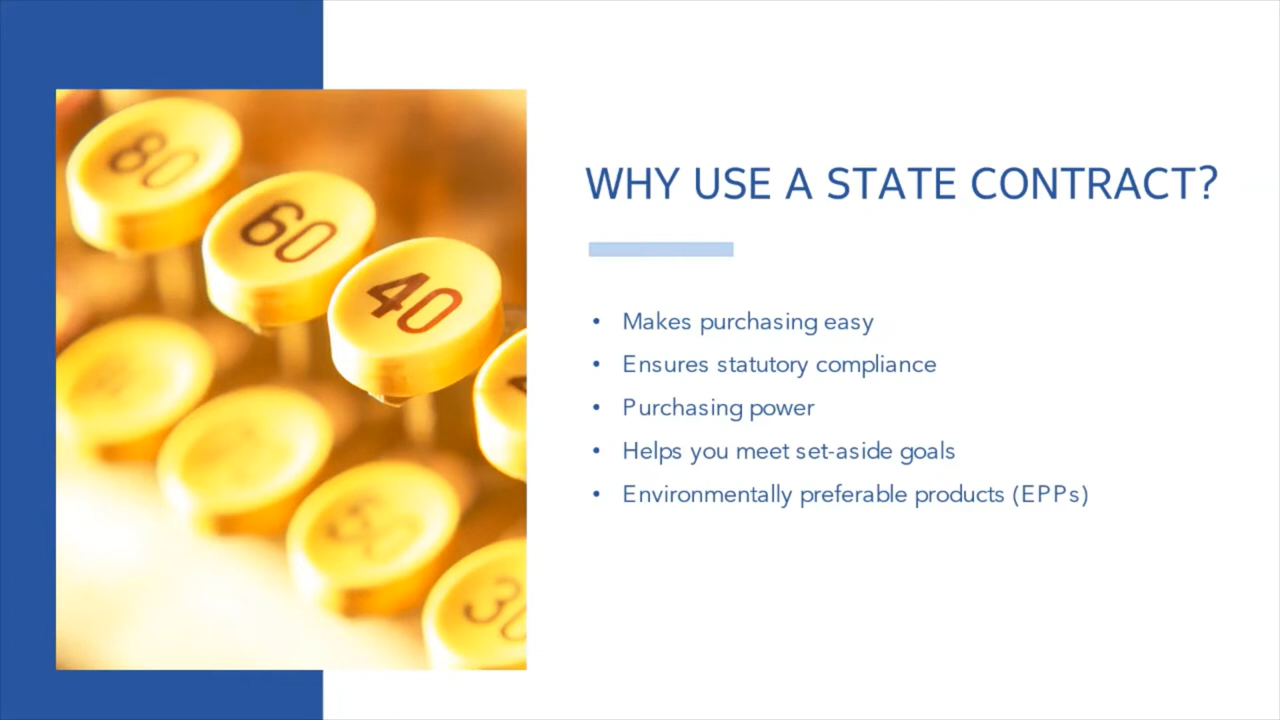 80
60
40
30
WHY USE A STATE CONTRACT?
• Makes purchasing easy
• Ensures statutory compliance
• Purchasing power
• Helps you meet set-aside goals
• Environmentally preferable products (EPPs)